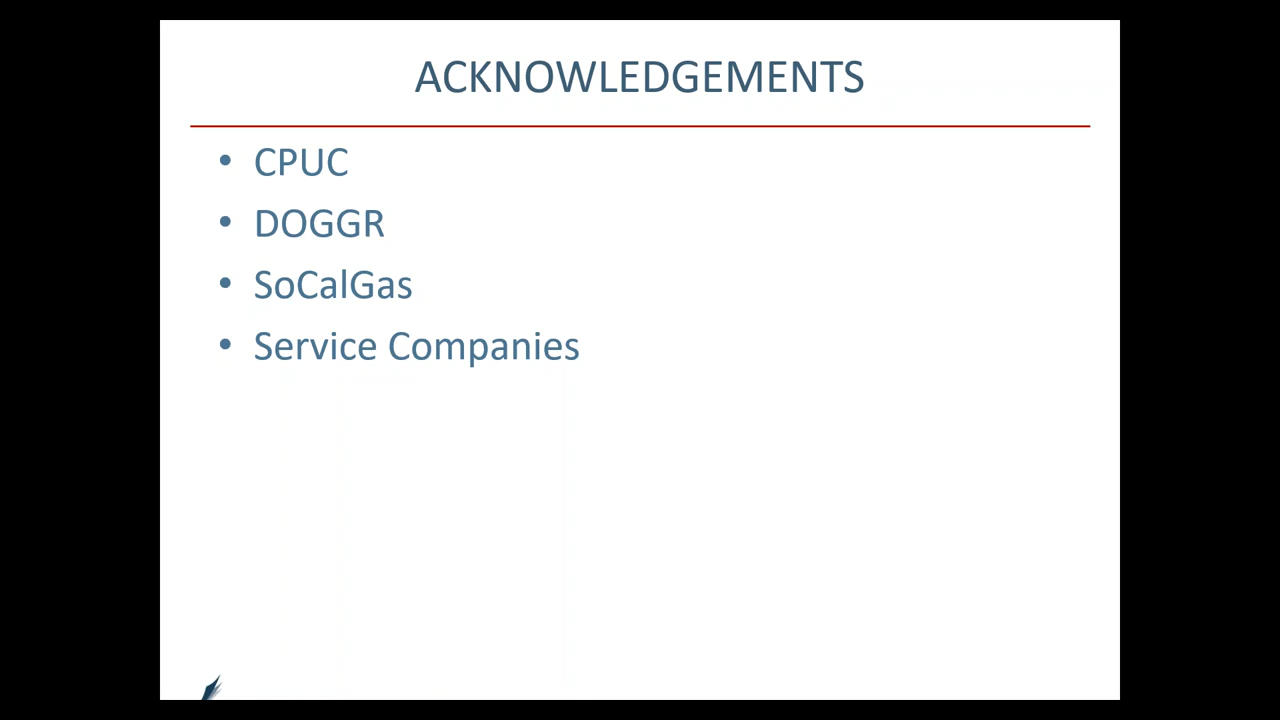 ACKNOWLEDGEMENTS
• CPUC
• DOGGR
• SoCalGas
• Service Companies